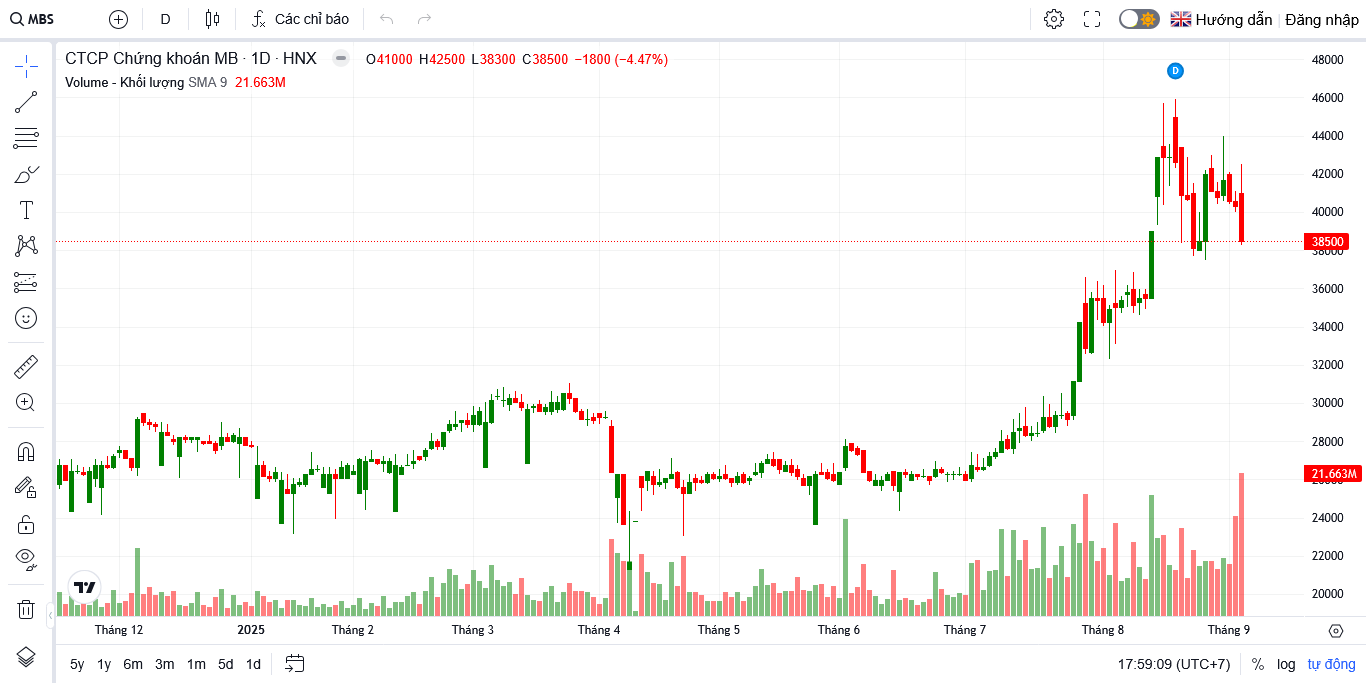 MBS D Các chỉ báo Hướng dẫn Đăng nhập
CTCP Chứng khoán MB · 1D · HNX O41000 H42500 L38300 C38500 −1800 (−4.47%)
Volume - Khối lượng SMA 9 21.663M
D
48000
46000
44000
42000
40000
38500
38000
36000
34000
32000
30000
28000
21.663M
26000
24000
22000
20000
Tháng 12 2025 Tháng 2 Tháng 3 Tháng 4 Tháng 5 Tháng 6 Tháng 7 Tháng 8 Tháng 9
5y 1y 6m 3m 1m 5d 1d 17:59:09 (UTC+7) % log tự động